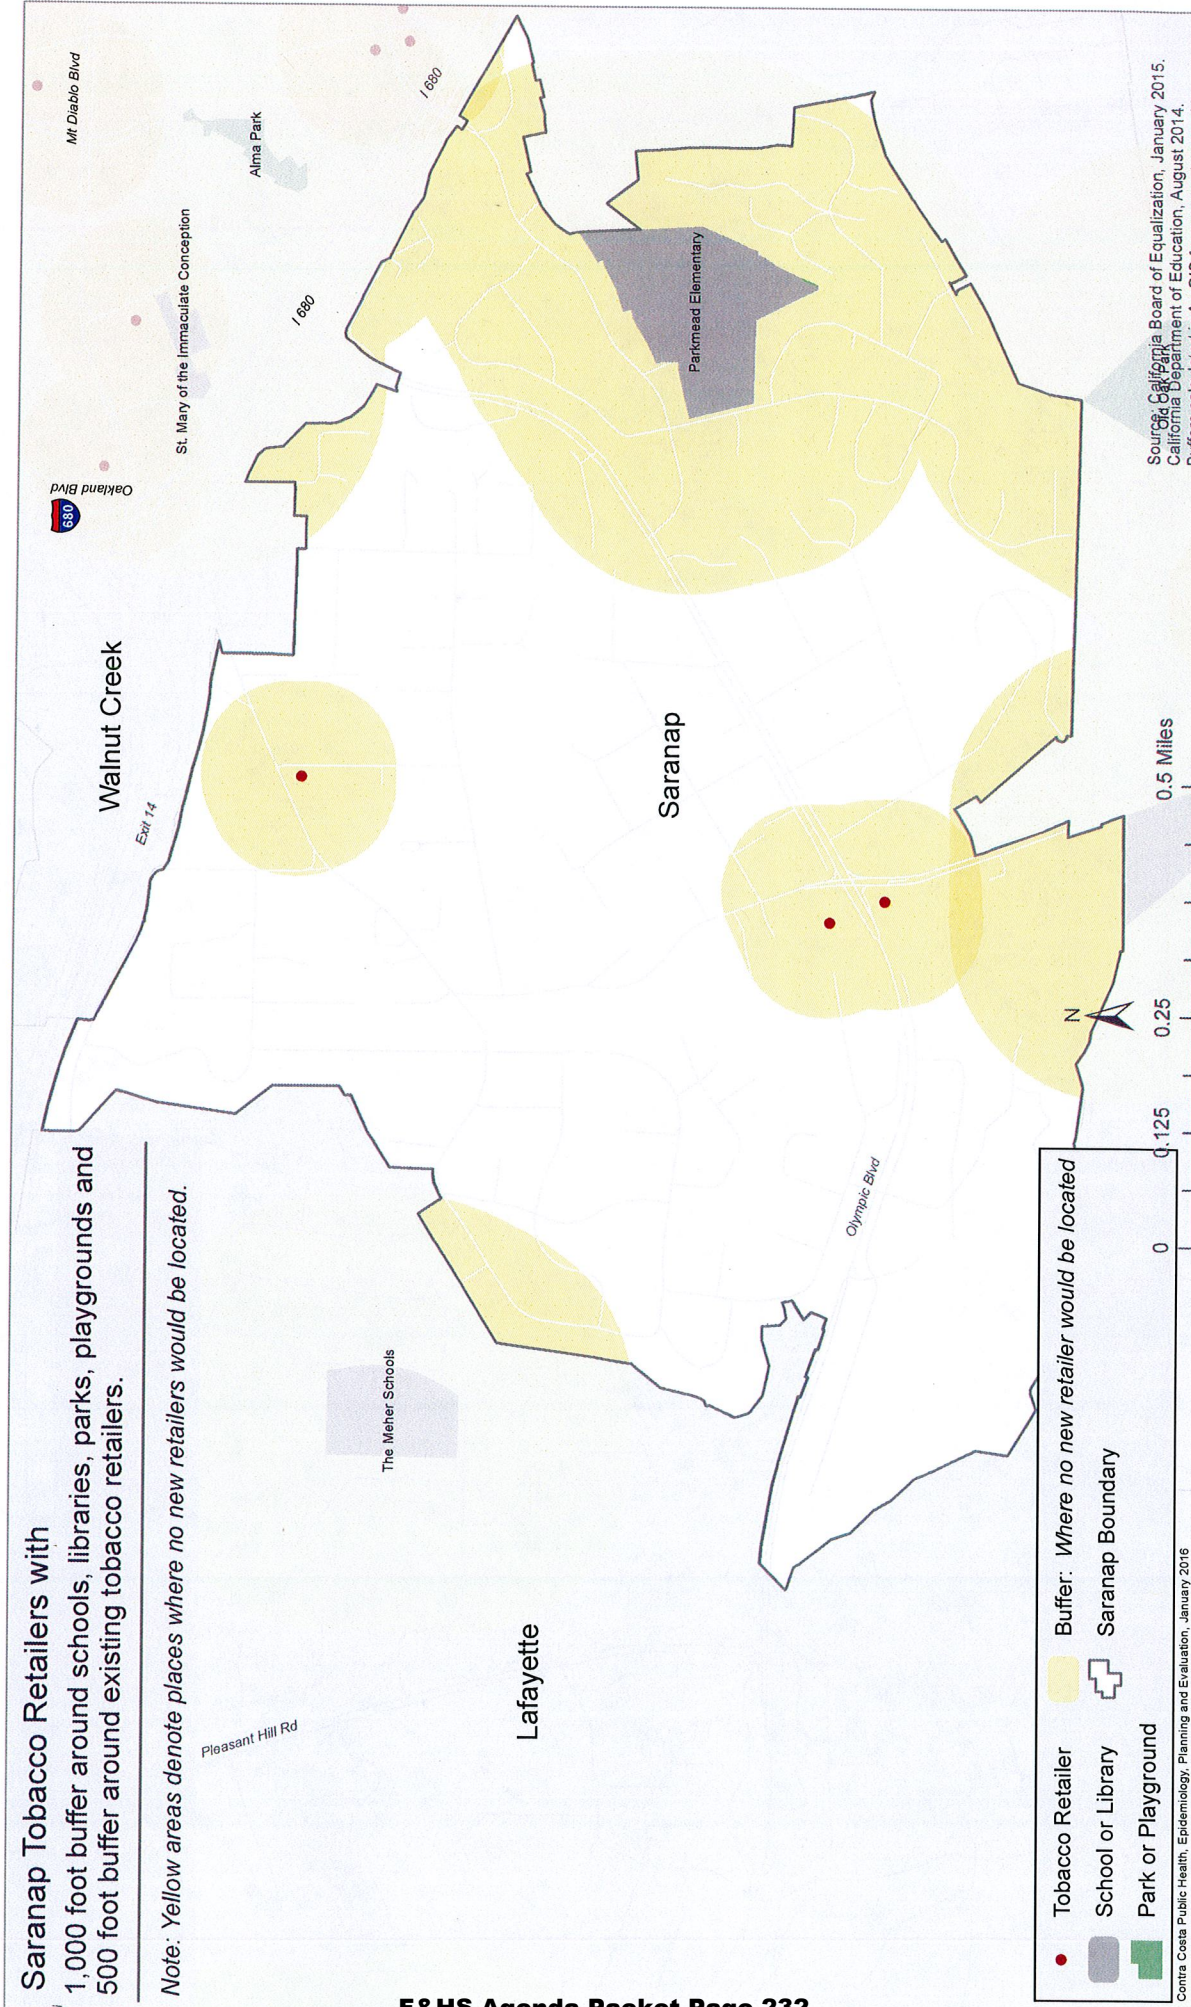 Saranap Tobacco Retailers with
1,000 foot buffer around schools, libraries, parks, playgrounds and
500 foot buffer around existing tobacco retailers.
Note: Yellow areas denote places where no new retailers would be located.
Mt Diablo Blvd
Alma Park
I 680
St. Mary of the Immaculate Conception
I 680
680
Oakland Blvd
Walnut Creek
Exit 14
Parkmead Elementary
Saranap
The Meher Schools
Olympic Blvd
Lafayette
Pleasant Hill Rd
Old Oak Park
N
Tobacco Retailer
School or Library
Park or Playground
Buffer: Where no new retailer would be located
Saranap Boundary
0 0.125 0.25 0.5 Miles
Source: California Board of Equalization, January 2015.
California Department of Education, August 2014.
Contra Costa Public Health, Epidemiology, Planning and Evaluation, January 2016
E&HS Agenda Packet Page 232